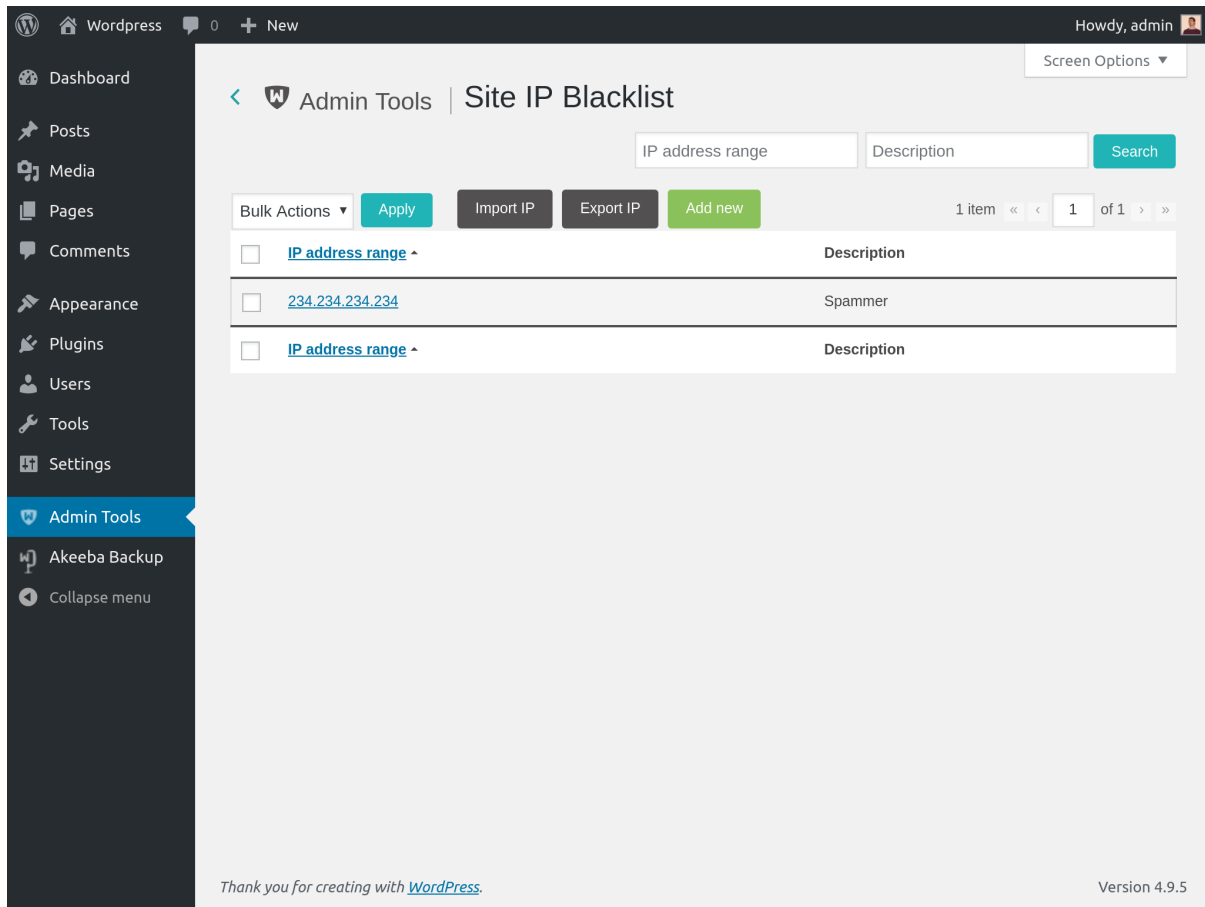 Wordpress 0 New Howdy, admin
Screen Options ▼
Dashboard
Posts
Media
Pages
Comments
Appearance
Plugins
Users
Tools
Settings
Admin Tools
Akeeba Backup
Collapse menu
Admin Tools | Site IP Blacklist
IP address range Description Search
Bulk Actions ▼ Apply Import IP Export IP Add new 1 item « ‹ 1 of 1 › »
IP address range Description
234.234.234.234 Spammer
IP address range Description
Thank you for creating with WordPress. Version 4.9.5